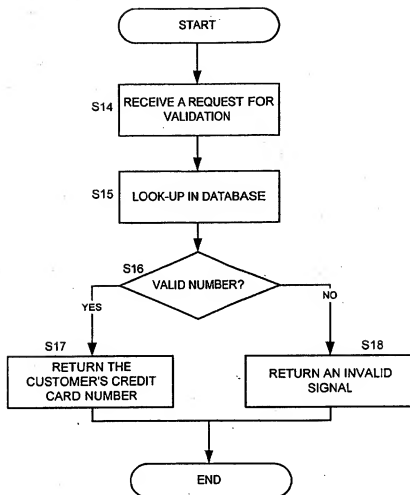 START
S14
RECEIVE A REQUEST FOR
VALIDATION
S15
LOOK-UP IN DATABASE
S16
VALID NUMBER?
YES
NO
S17
RETURN THE
CUSTOMER'S CREDIT
CARD NUMBER
S18
RETURN AN INVALID
SIGNAL
END